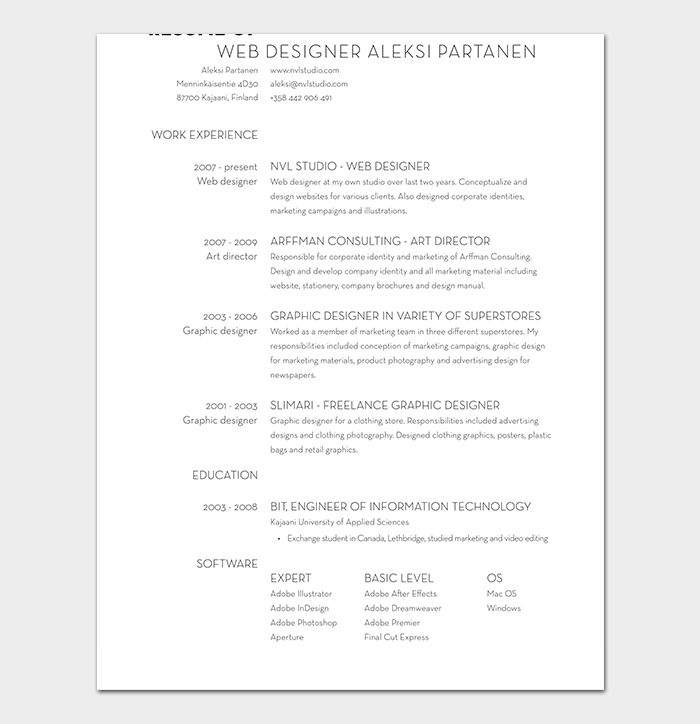 RESUME OF
WEB DESIGNER ALEKSI PARTANEN
Aleksi Partanen www.nvlstudio.com
Menninkäisentie 4D30 aleksi@nvlstudio.com
87700 Kajaani, Finland +358 442 906 491
WORK EXPERIENCE
2007 - present NVL STUDIO - WEB DESIGNER
Web designer Web designer at my own studio over last two years. Conceptualize and
design websites for various clients. Also designed corporate identities,
marketing campaigns and illustrations.
2007 - 2009 ARFFMAN CONSULTING - ART DIRECTOR
Art director Responsible for corporate identity and marketing of Arffman Consulting.
Design and develop company identity and all marketing material including
website, stationery, company brochures and design manual.
2003 - 2006 GRAPHIC DESIGNER IN VARIETY OF SUPERSTORES
Graphic designer Worked as a member of marketing team in three different superstores. My
responsibilities included conception of marketing campaigns, graphic design
for marketing materials, product photography and advertising design for
newspapers.
2001 - 2003 SLIMARI - FREELANCE GRAPHIC DESIGNER
Graphic designer Graphic designer for a clothing store. Responsibilities included advertising
designs and clothing photography. Designed clothing graphics, posters, plastic
bags and retail graphics.
EDUCATION
2003 - 2008 BIT, ENGINEER OF INFORMATION TECHNOLOGY
Kajaani University of Applied Sciences
• Exchange student in Canada, Lethbridge, studied marketing and video editing
SOFTWARE
EXPERT BASIC LEVEL OS
Adobe Illustrator Adobe After Effects Mac OS
Adobe InDesign Adobe Dreamweaver Windows
Adobe Photoshop Adobe Premier
Aperture Final Cut Express